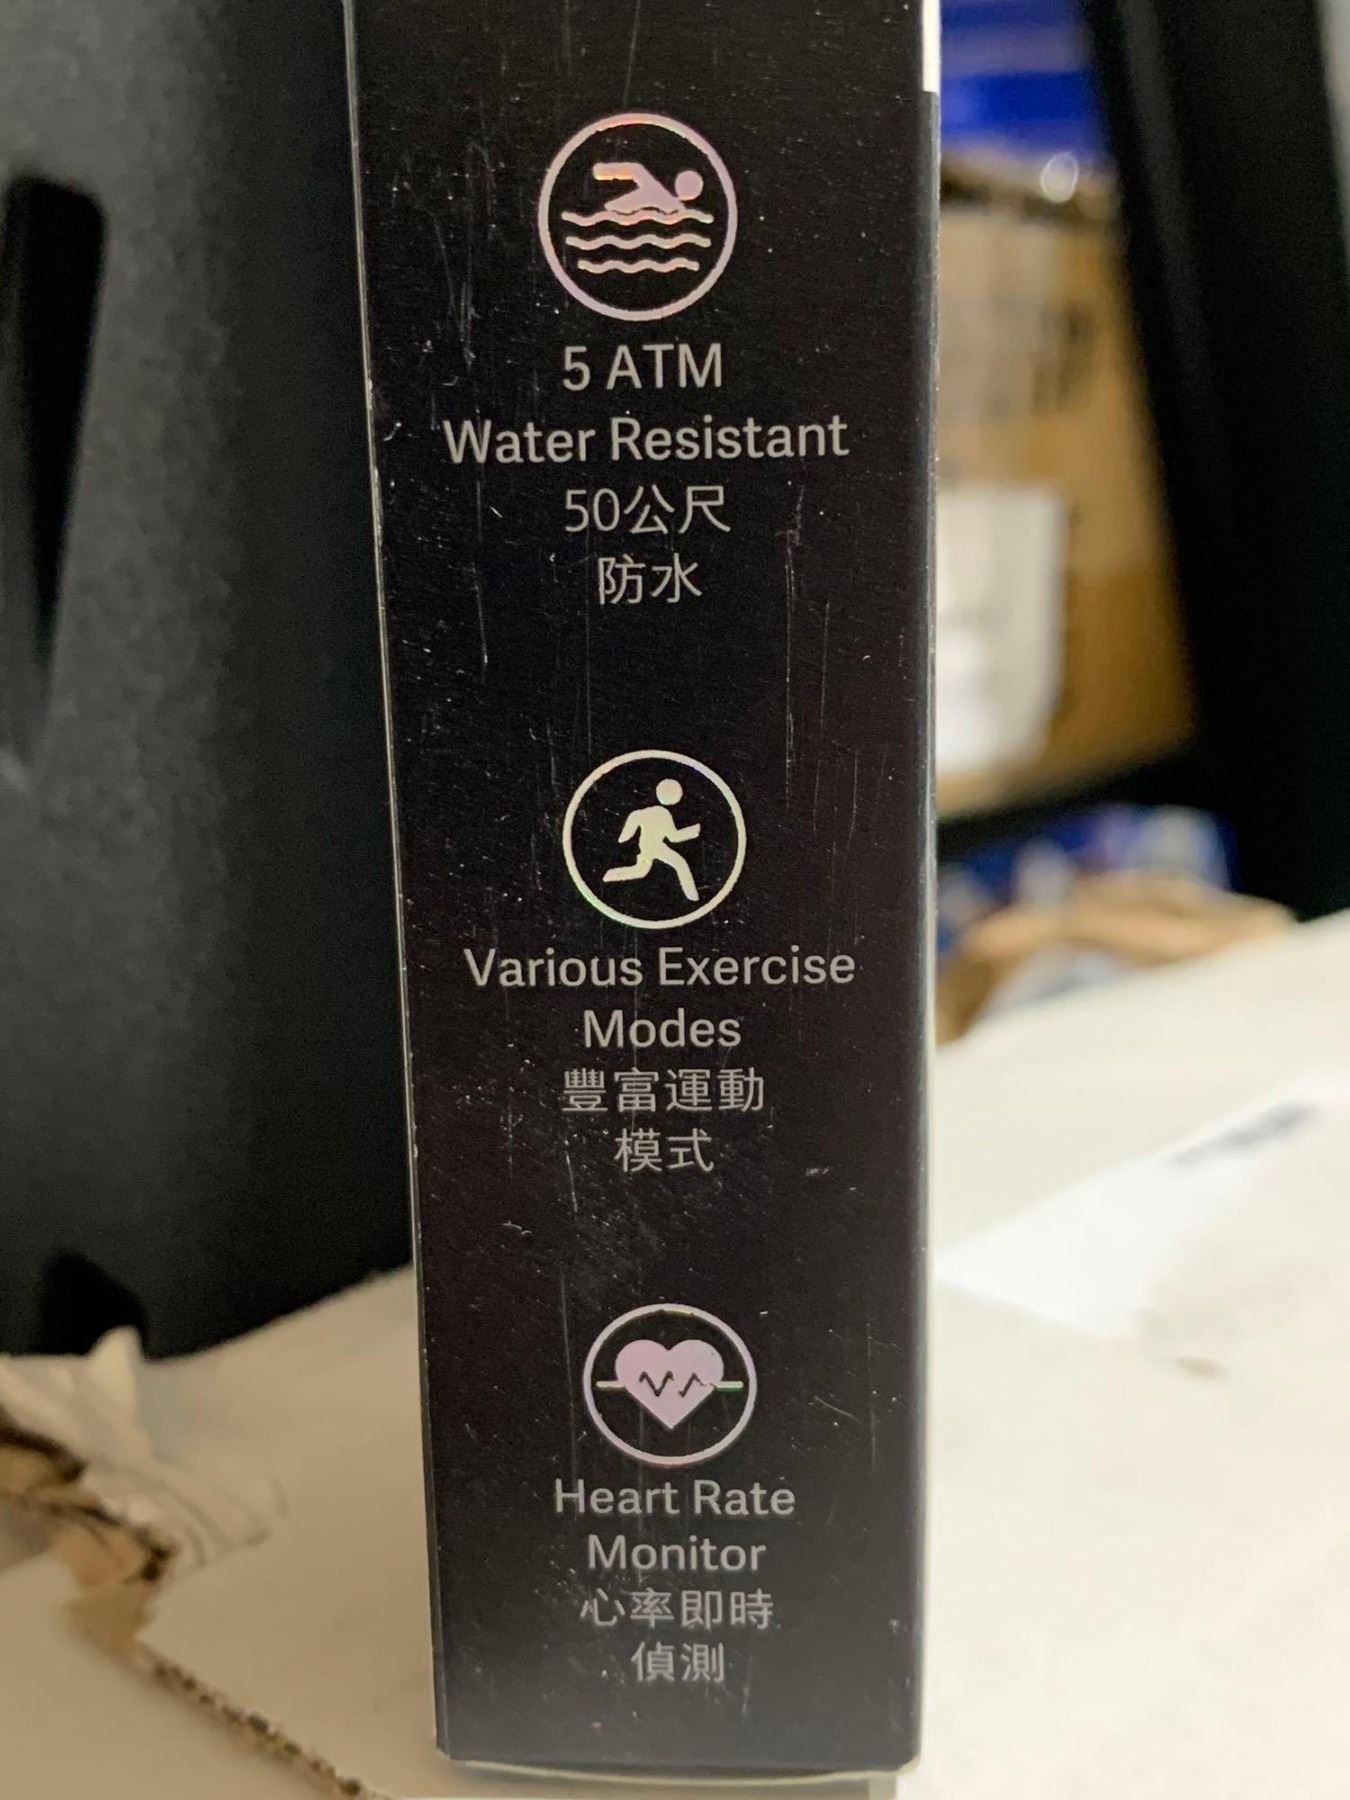 5 ATM
Water Resistant
50公尺
防水
Various Exercise
Modes
豐富運動
模式
Heart Rate
Monitor
心率即時
偵測